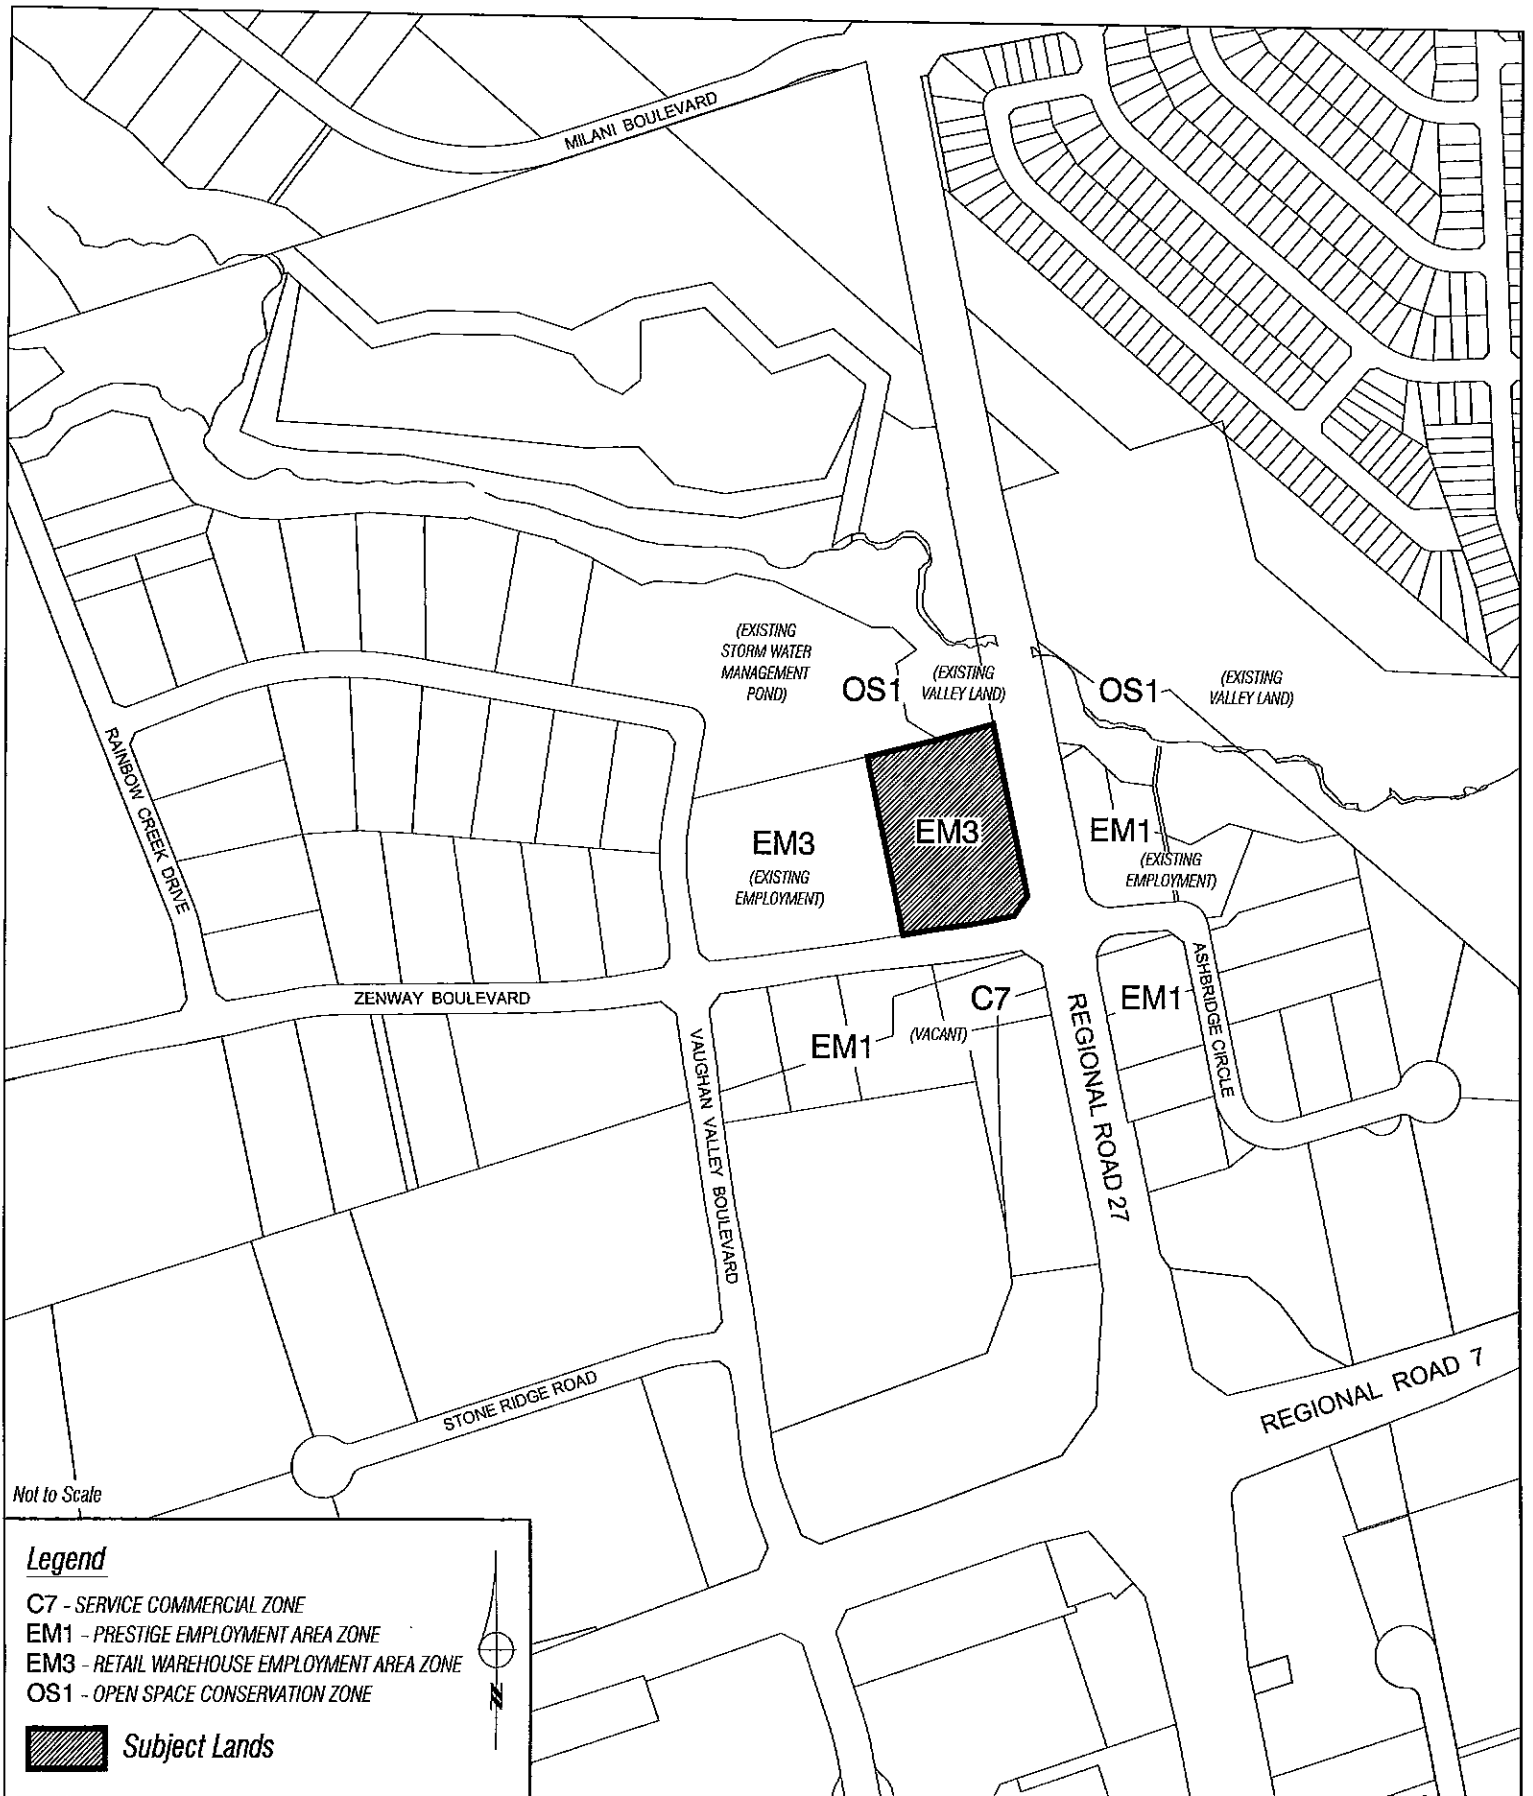 MILANI BOULEVARD
(EXISTING
STORM WATER
MANAGEMENT
POND)
OS1
(EXISTING
VALLEY LAND)
OS1
(EXISTING
VALLEY LAND)
RAINBOW CREEK DRIVE
EM3
(EXISTING
EMPLOYMENT)
EM3
EM1
(EXISTING
EMPLOYMENT)
ZENWAY BOULEVARD
C7
EM1
(VACANT)
EM1
ASHBRIDGE CIRCLE
REGIONAL ROAD 27
VAUGHAN VALLEY BOULEVARD
STONE RIDGE ROAD
REGIONAL ROAD 7
Not to Scale
Legend
C7 - SERVICE COMMERCIAL ZONE
EM1 - PRESTIGE EMPLOYMENT AREA ZONE
EM3 - RETAIL WAREHOUSE EMPLOYMENT AREA ZONE
OS1 - OPEN SPACE CONSERVATION ZONE
N
Subject Lands